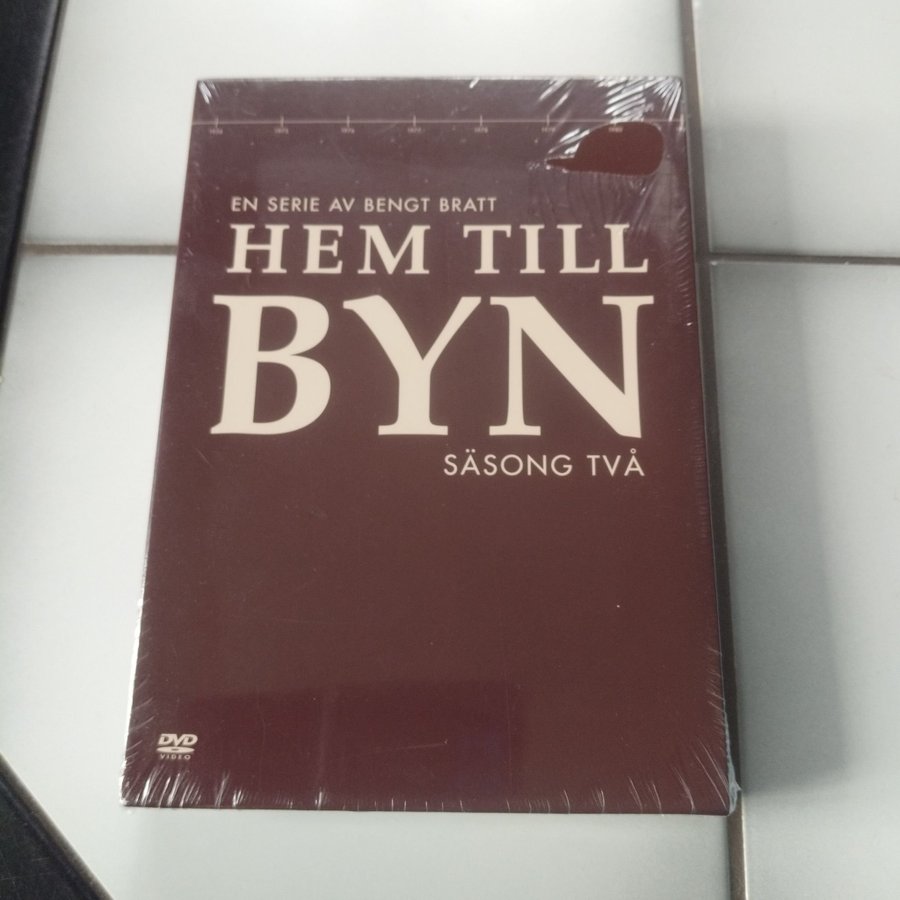 EN SERIE AV BENGT BRATT
HEM TILL
BYN
SÄSONG TVÅ
DVD
VIDEO